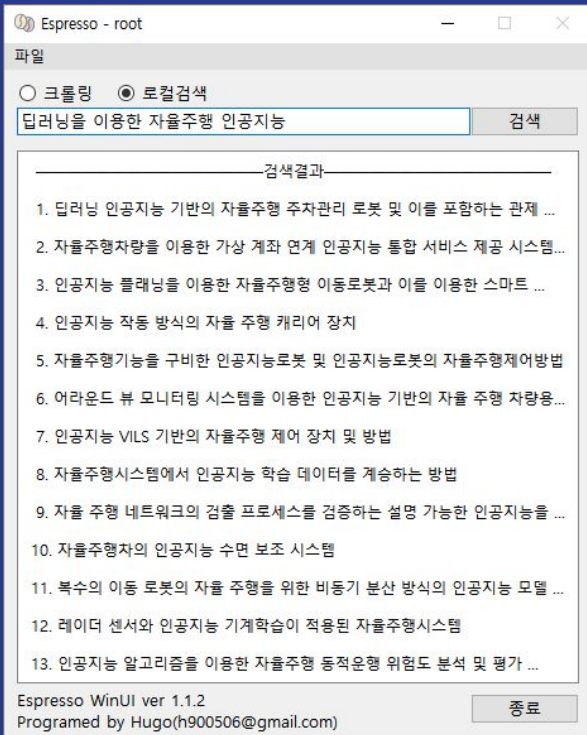 Espresso - root
파일
크롤링 로컬검색
딥러닝을 이용한 자율주행 인공지능 검색
검색결과
1. 딥러닝 인공지능 기반의 자율주행 주차관리 로봇 및 이를 포함하는 관제 ...
2. 자율주행차량을 이용한 가상 계좌 연계 인공지능 통합 서비스 제공 시스템...
3. 인공지능 플래닝을 이용한 자율주행형 이동로봇과 이를 이용한 스마트 ...
4. 인공지능 작동 방식의 자율 주행 캐리어 장치
5. 자율주행기능을 구비한 인공지능로봇 및 인공지능로봇의 자율주행제어방법
6. 어라운드 뷰 모니터링 시스템을 이용한 인공지능 기반의 자율 주행 차량용...
7. 인공지능 VILS 기반의 자율주행 제어 장치 및 방법
8. 자율주행시스템에서 인공지능 학습 데이터를 계승하는 방법
9. 자율 주행 네트워크의 검출 프로세스를 검증하는 설명 가능한 인공지능을 ...
10. 자율주행차의 인공지능 수면 보조 시스템
11. 복수의 이동 로봇의 자율 주행을 위한 비동기 분산 방식의 인공지능 모델 ...
12. 레이더 센서와 인공지능 기계학습이 적용된 자율주행시스템
13. 인공지능 알고리즘을 이용한 자율주행 동적운행 위험도 분석 및 평가 ...
Espresso WinUI ver 1.1.2
Programed by Hugo(h900506@gmail.com)
종료